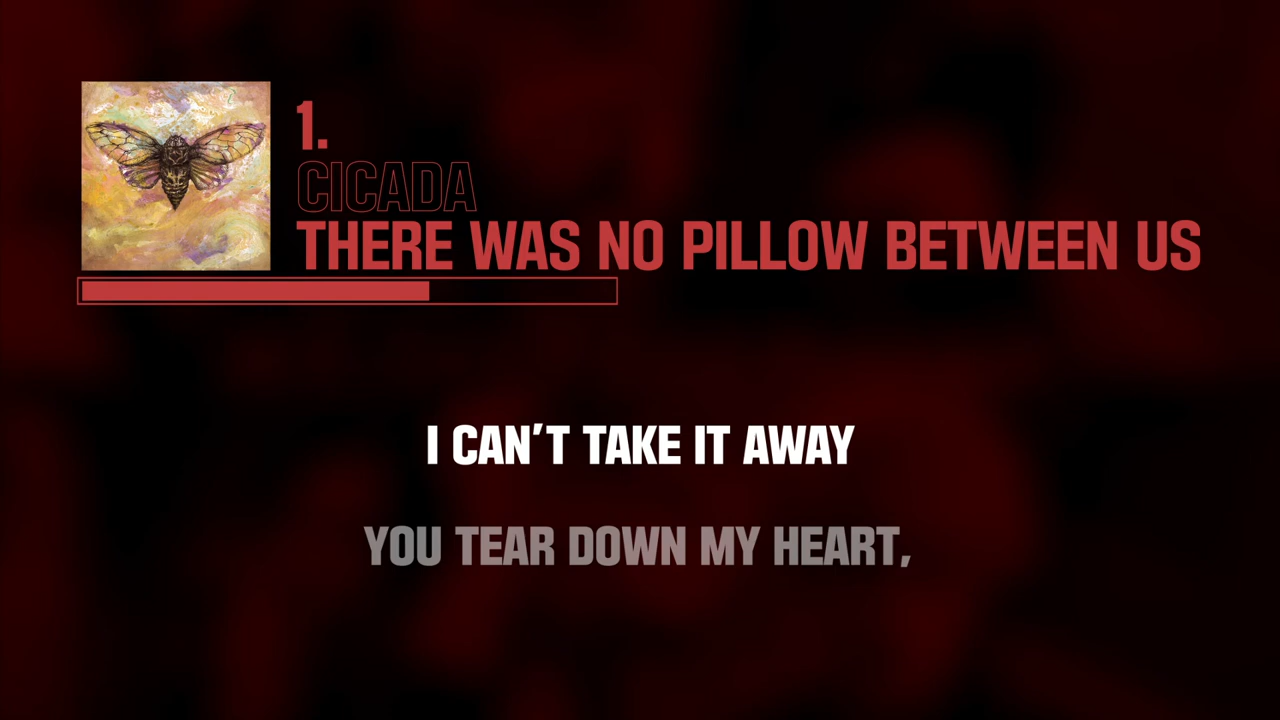 1.
CICADA
THERE WAS NO PILLOW BETWEEN US
I CAN'T TAKE IT AWAY
YOU TEAR DOWN MY HEART,